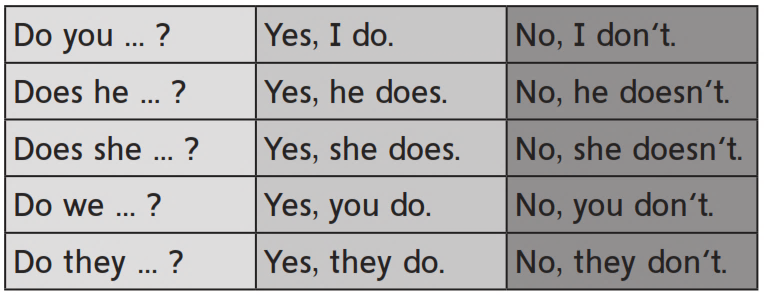 Do you ... ? Yes, I do. No, I don't.
Does he ... ? Yes, he does. No, he doesn't.
Does she ... ? Yes, she does. No, she doesn't.
Do we ... ? Yes, you do. No, you don't.
Do they ... ? Yes, they do. No, they don't.